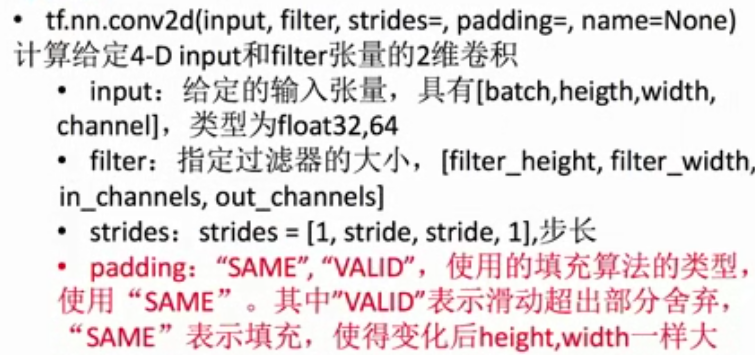 • tf.nn.conv2d(input, filter, strides=, padding=, name=None)
计算给定4-D input和filter张量的2维卷积
• input：给定的输入张量，具有[batch,heigth,width,
channel]，类型为float32,64
• filter：指定过滤器的大小，[filter_height, filter_width,
in_channels, out_channels]
• strides：strides = [1, stride, stride, 1],步长
• padding：“SAME”, “VALID”，使用的填充算法的类型，
使用“SAME”。其中”VALID”表示滑动超出部分舍弃，
“SAME”表示填充，使得变化后height,width一样大